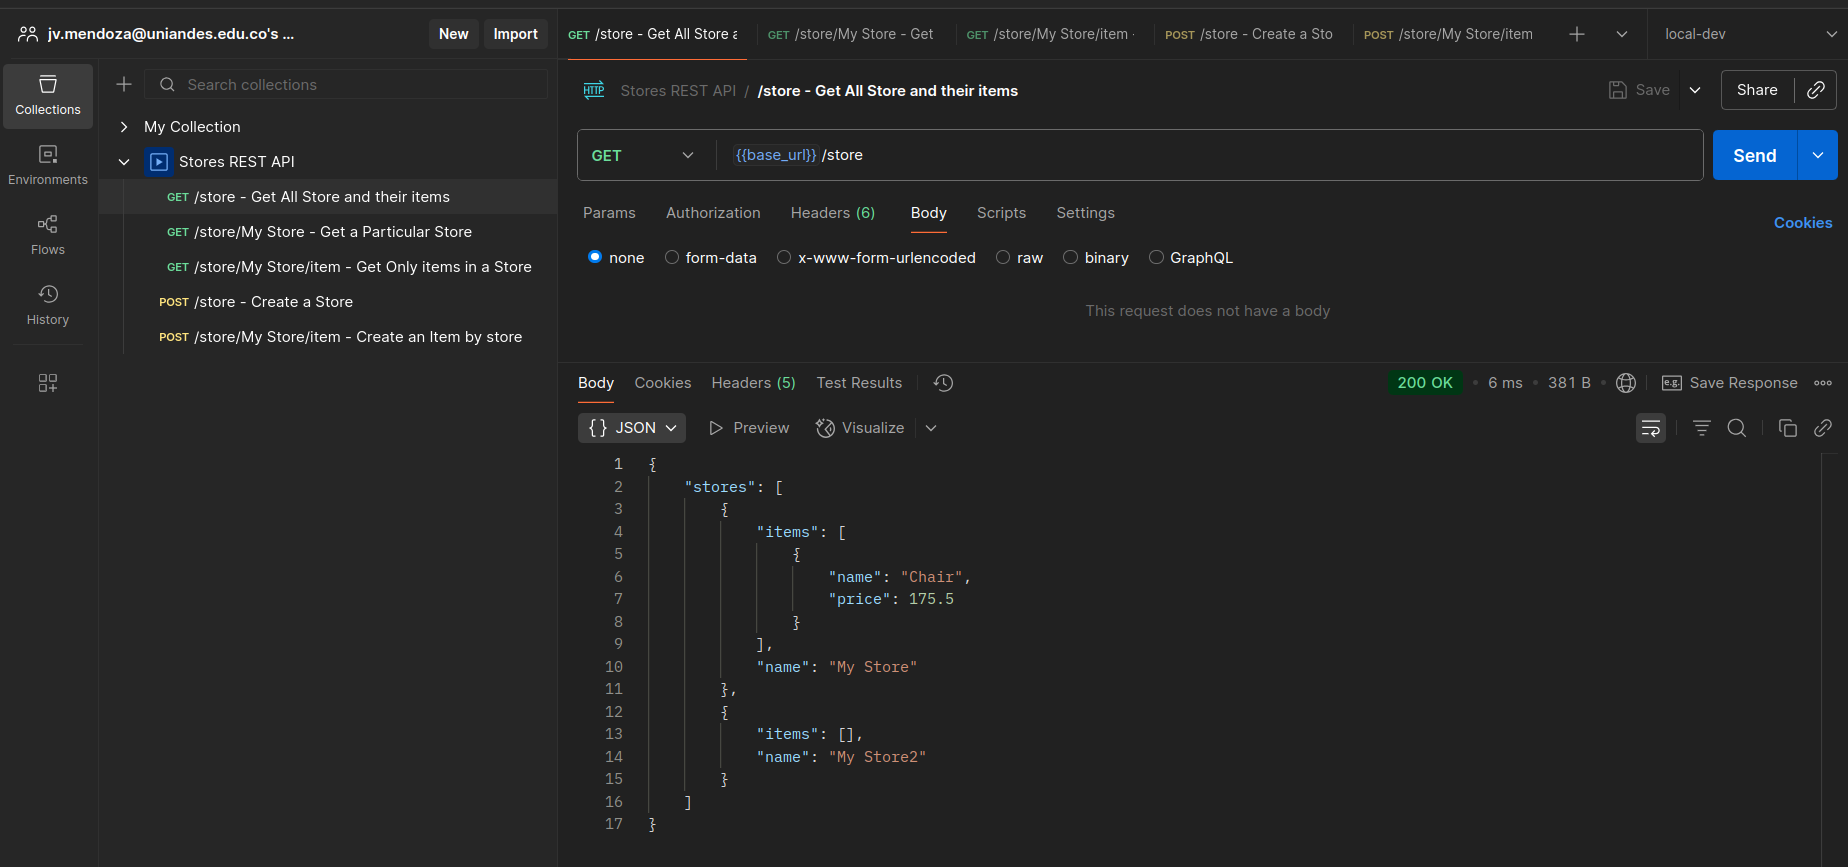 jv.mendoza@uniandes.edu.co's ...
New
Import
GET /store - Get All Store a
GET /store/My Store - Get
GET /store/My Store/item ·
POST /store - Create a Sto
POST /store/My Store/item
local-dev
Collections
Environments
Flows
History
Search collections
My Collection
Stores REST API
GET /store - Get All Store and their items
GET /store/My Store - Get a Particular Store
GET /store/My Store/item - Get Only items in a Store
POST /store - Create a Store
POST /store/My Store/item - Create an Item by store
HTTP Stores REST API / /store - Get All Store and their items
Save
Share
GET
{{base_url}} /store
Send
Params Authorization Headers (6) Body Scripts Settings
Cookies
none form-data x-www-form-urlencoded raw binary GraphQL
This request does not have a body
Body Cookies Headers (5) Test Results
200 OK • 6 ms • 381 B •
e.g. Save Response
{} JSON Preview Visualize
1 {
2 "stores": [
3 {
4 "items": [
5 {
6 "name": "Chair",
7 "price": 175.5
8 }
9 ],
10 "name": "My Store"
11 },
12 {
13 "items": [],
14 "name": "My Store2"
15 }
16 ]
17 }